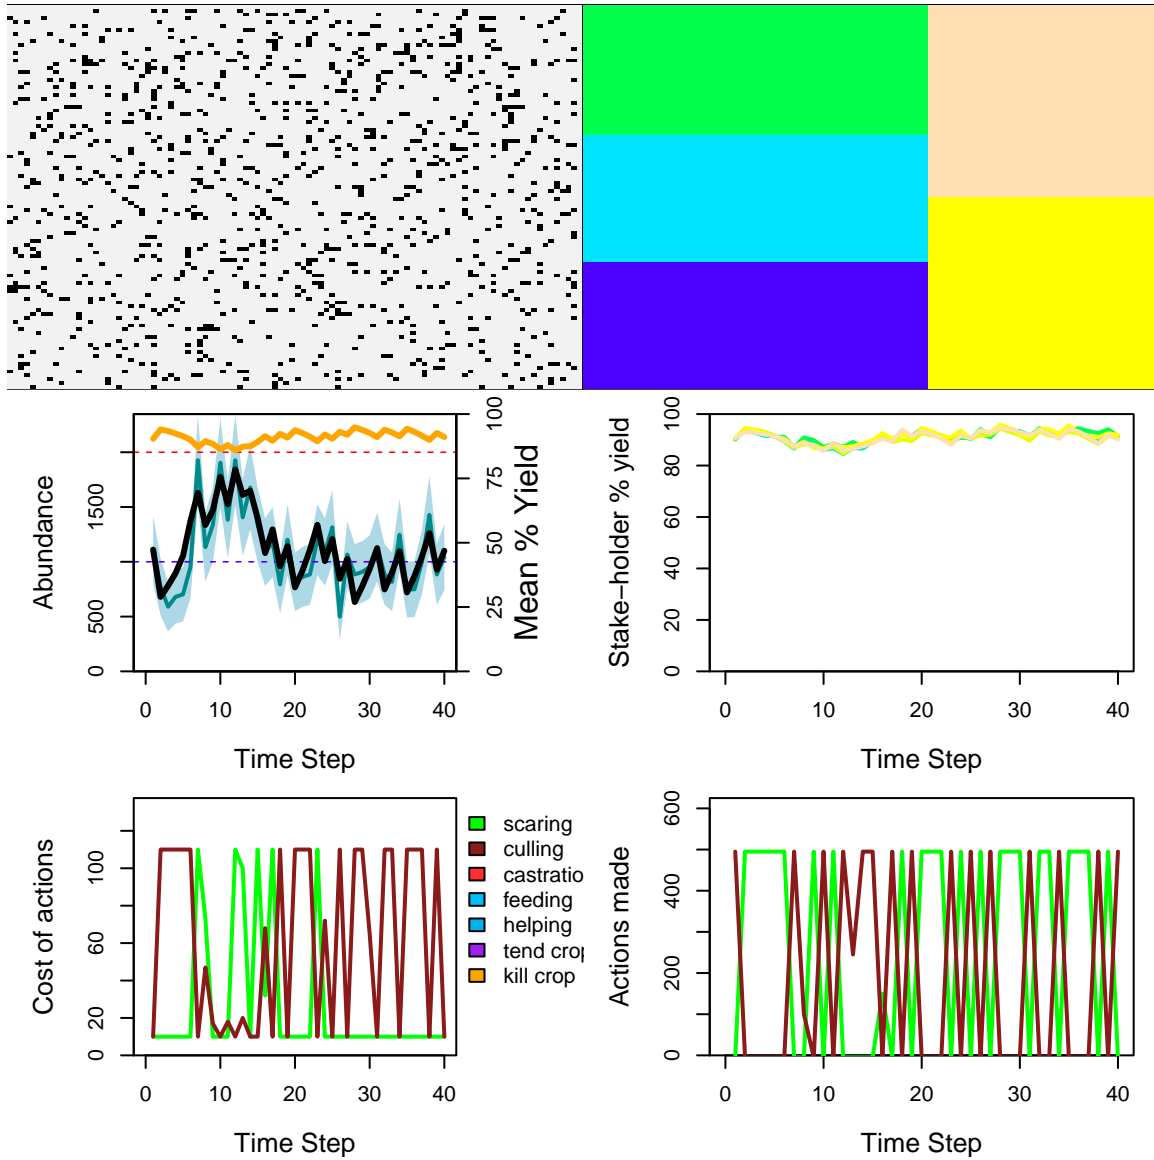 Abundance
0
500
1500
0
25
50
75
100
Mean % Yield
0
10
20
30
40
Time Step
Stake-holder % yield
0
20
40
60
80
100
0
10
20
30
40
Time Step
Cost of actions
0
20
60
100
0
10
20
30
40
Time Step
scaring
culling
castratio
feeding
helping
tend crop
kill crop
Actions made
0
200
400
600
0
10
20
30
40
Time Step